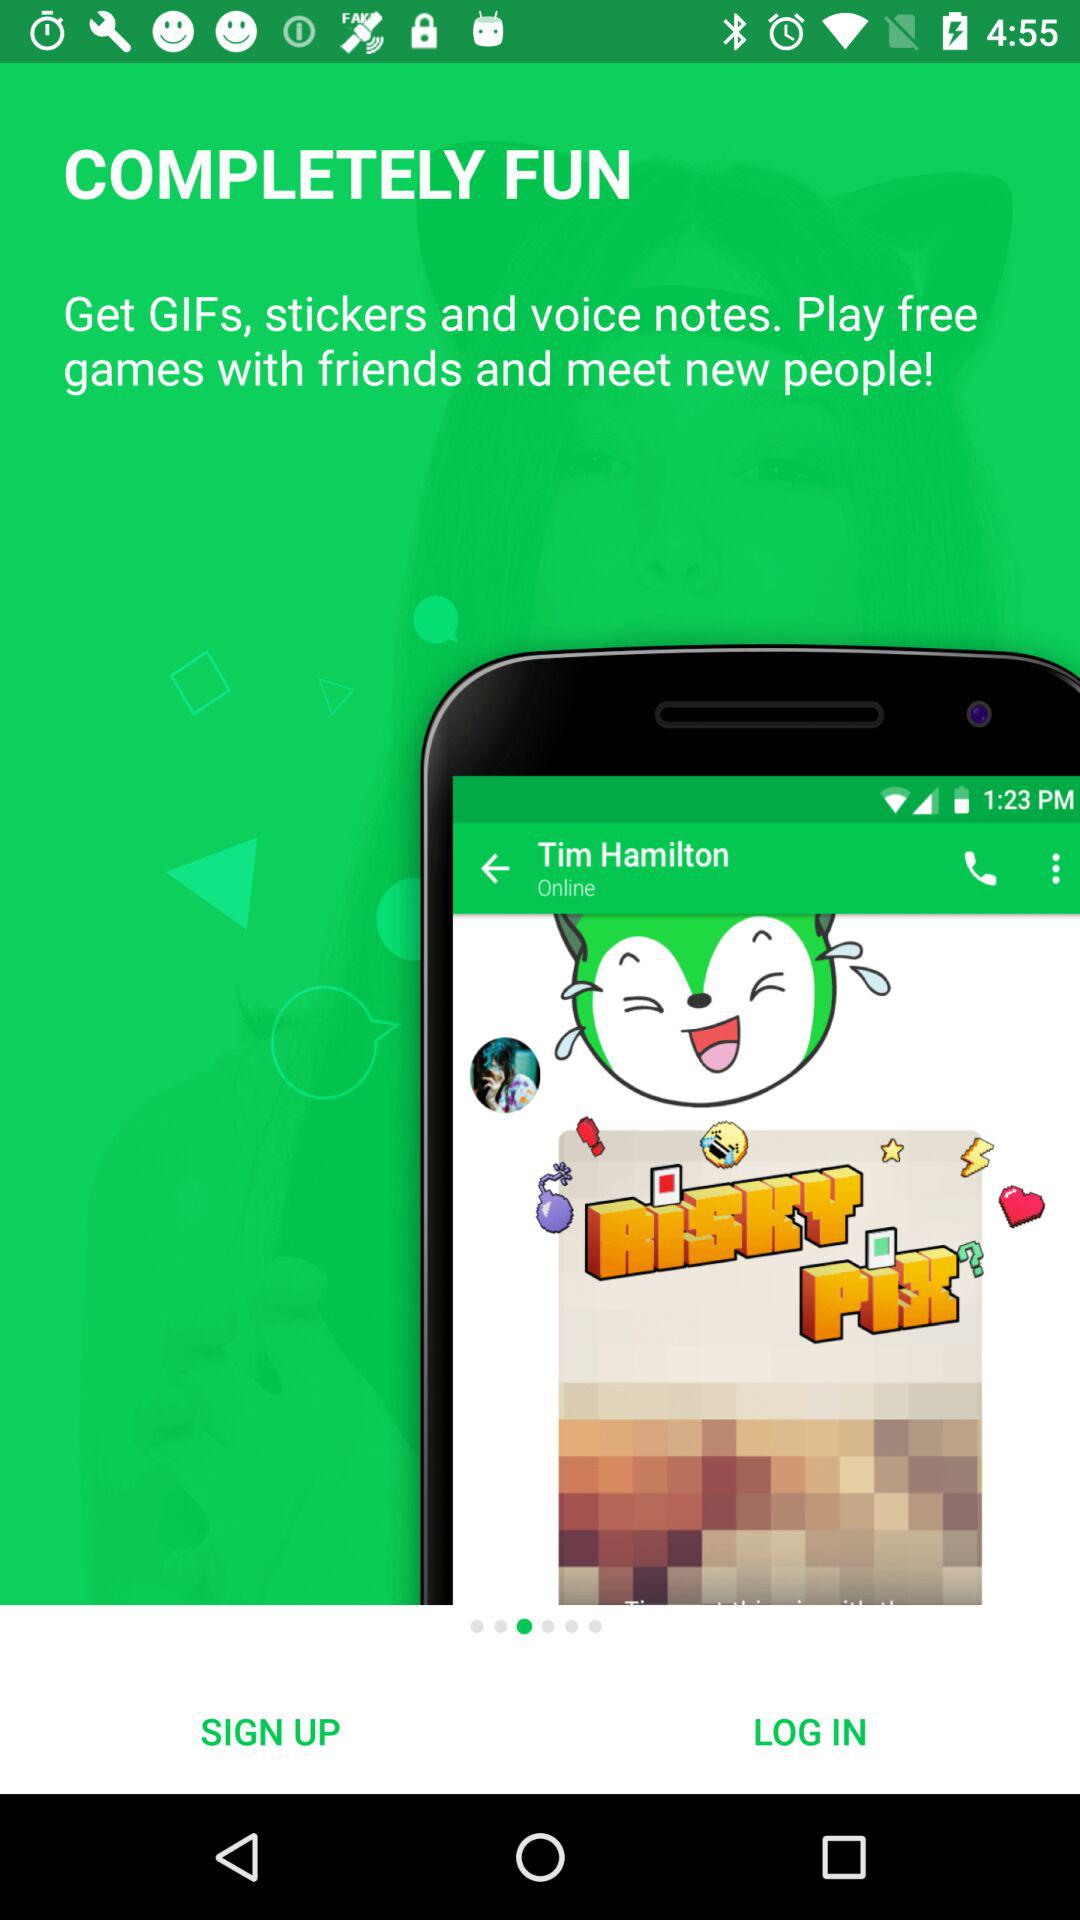 FAKE
4:55
COMPLETELY FUN
Get GIFs, stickers and voice notes. Play free
games with friends and meet new people!
1:23 PM
Tim Hamilton
Online
RiSKY
PiX
SIGN UP
LOG IN